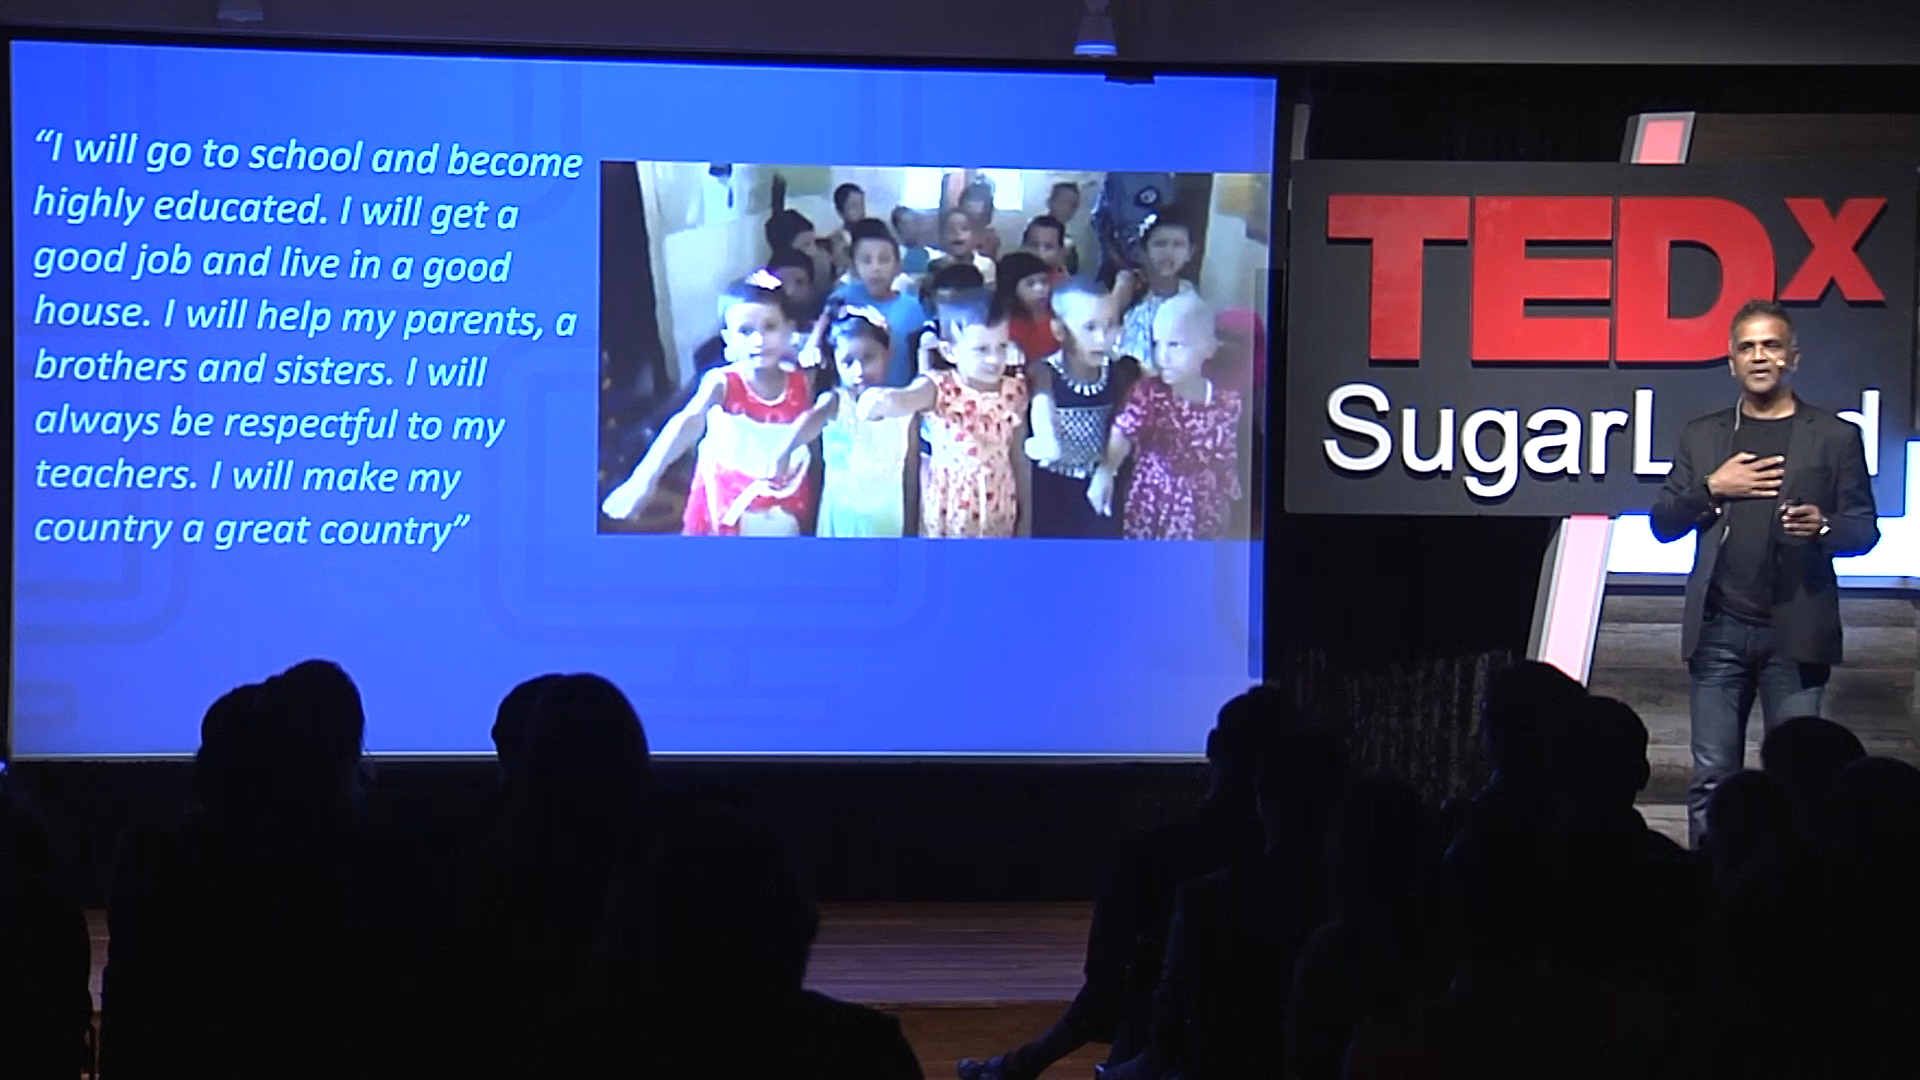 “I will go to school and become
highly educated. I will get a
good job and live in a good
house. I will help my parents, a
brothers and sisters. I will
always be respectful to my
teachers. I will make my
country a great country”
TEDx
SugarL d